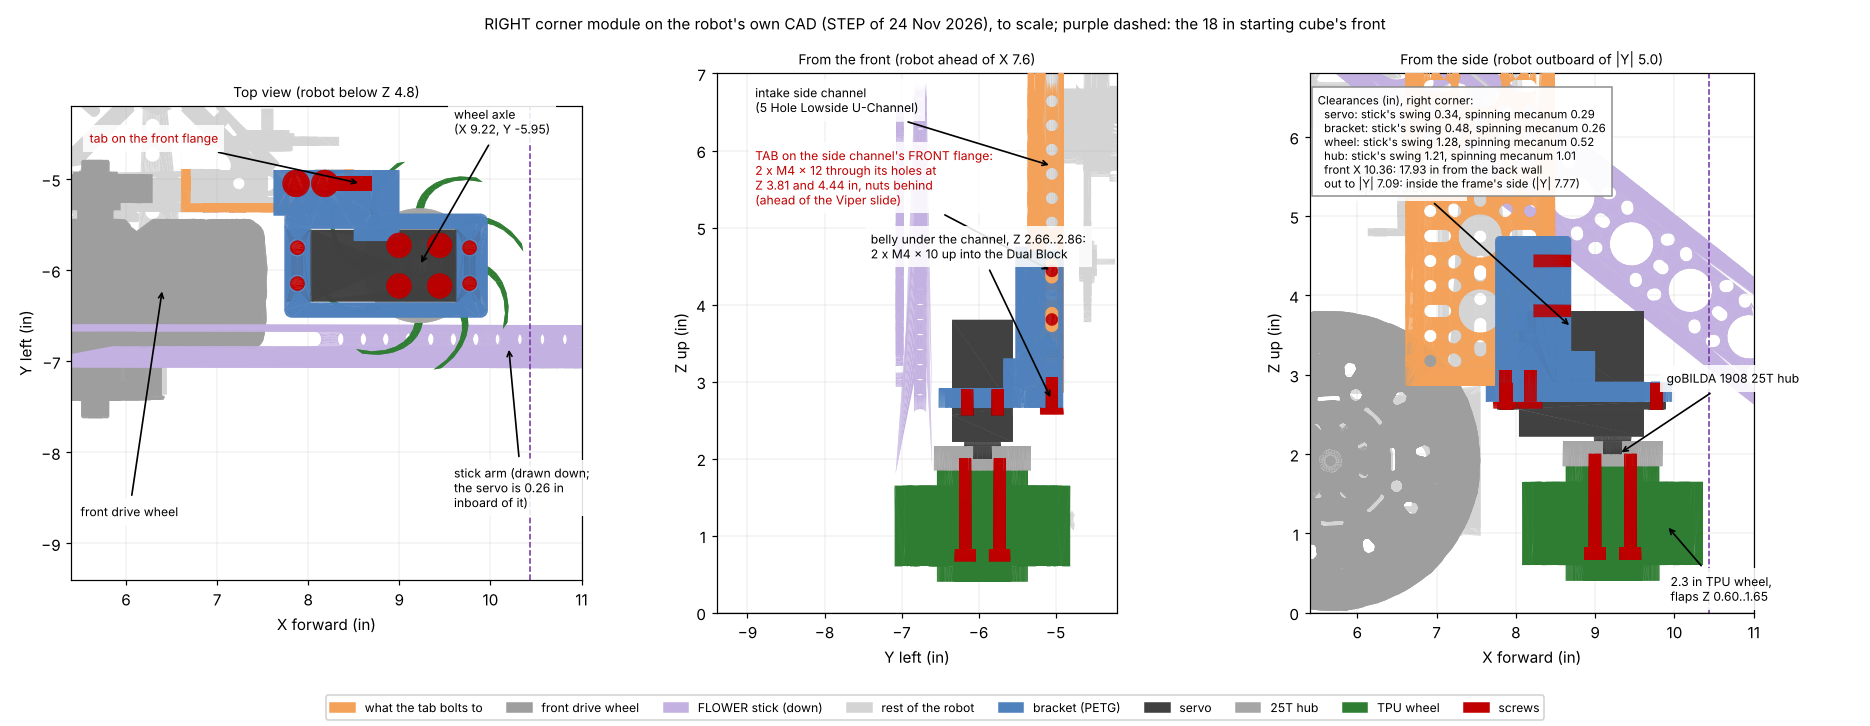 RIGHT corner module on the robot's own CAD (STEP of 24 Nov 2026), to scale; purple dashed: the 18 in starting cube's front
Top view (robot below Z 4.8)
tab on the front flange
wheel axle
(X 9.22, Y -5.95)
front drive wheel
stick arm (drawn down;
the servo is 0.26 in
inboard of it)
−5
−6
−7
−8
−9
Y left (in)
6
7
8
9
10
11
X forward (in)
From the front (robot ahead of X 7.6)
intake side channel
(5 Hole Lowside U-Channel)
TAB on the side channel's FRONT flange:
2 x M4 × 12 through its holes at
Z 3.81 and 4.44 in, nuts behind
(ahead of the Viper slide)
belly under the channel, Z 2.66..2.86:
2 x M4 × 10 up into the Dual Block
7
6
5
4
3
2
1
0
Z up (in)
−9
−8
−7
−6
−5
Y left (in)
From the side (robot outboard of |Y| 5.0)
Clearances (in), right corner:
servo: stick's swing 0.34, spinning mecanum 0.29
bracket: stick's swing 0.48, spinning mecanum 0.26
wheel: stick's swing 1.28, spinning mecanum 0.52
hub: stick's swing 1.21, spinning mecanum 1.01
front X 10.36: 17.93 in from the back wall
out to |Y| 7.09: inside the frame's side (|Y| 7.77)
goBILDA 1908 25T hub
2.3 in TPU wheel,
flaps Z 0.60..1.65
6
5
4
3
2
1
0
Z up (in)
6
7
8
9
10
11
X forward (in)
what the tab bolts to
front drive wheel
FLOWER stick (down)
rest of the robot
bracket (PETG)
servo
25T hub
TPU wheel
screws